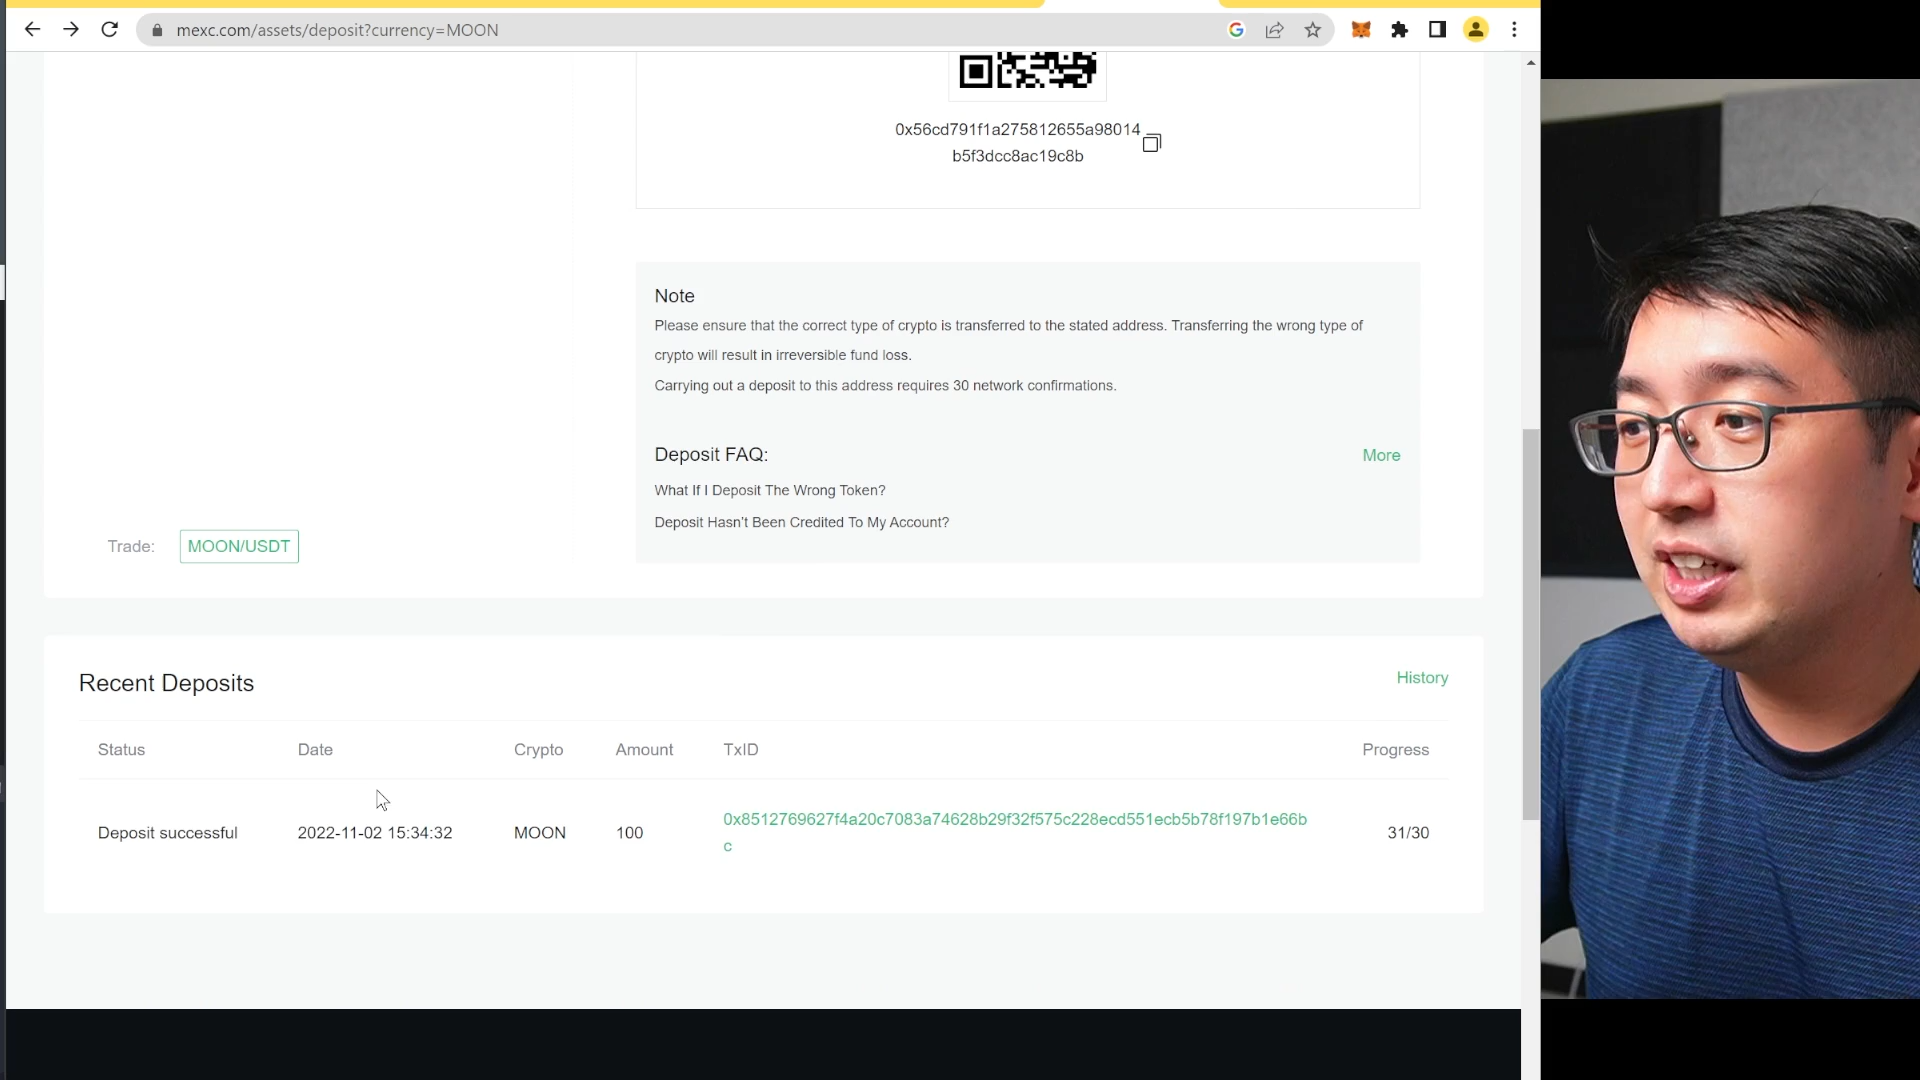 mexc.com/assets/deposit?currency=MOON
0x56cd791f1a275812655a98014
b5f3dcc8ac19c8b
Note
Please ensure that the correct type of crypto is transferred to the stated address. Transferring the wrong type of
crypto will result in irreversible fund loss.
Carrying out a deposit to this address requires 30 network confirmations.
Deposit FAQ:
More
What If I Deposit The Wrong Token?
Deposit Hasn't Been Credited To My Account?
Trade: MOON/USDT
Recent Deposits
History
Status Date Crypto Amount TxID Progress
Deposit successful 2022-11-02 15:34:32 MOON 100 0x8512769627f4a20c7083a74628b29f32f575c228ecd551ecb5b78f197b1e66b 31/30
c